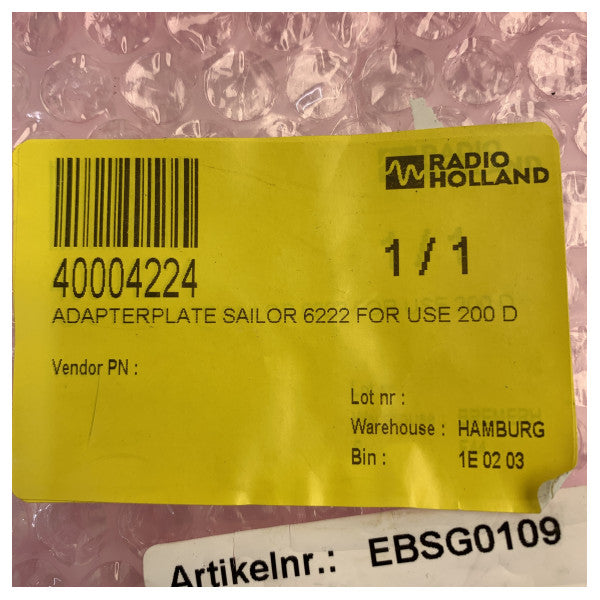 RADIO
HOLLAND
1 / 1
40004224
ADAPTERPLATE SAILOR 6222 FOR USE 200 D
Vendor PN :
Lot nr :
Warehouse : HAMBURG
Bin : 1E 02 03
Artikelnr.: EBSG0109